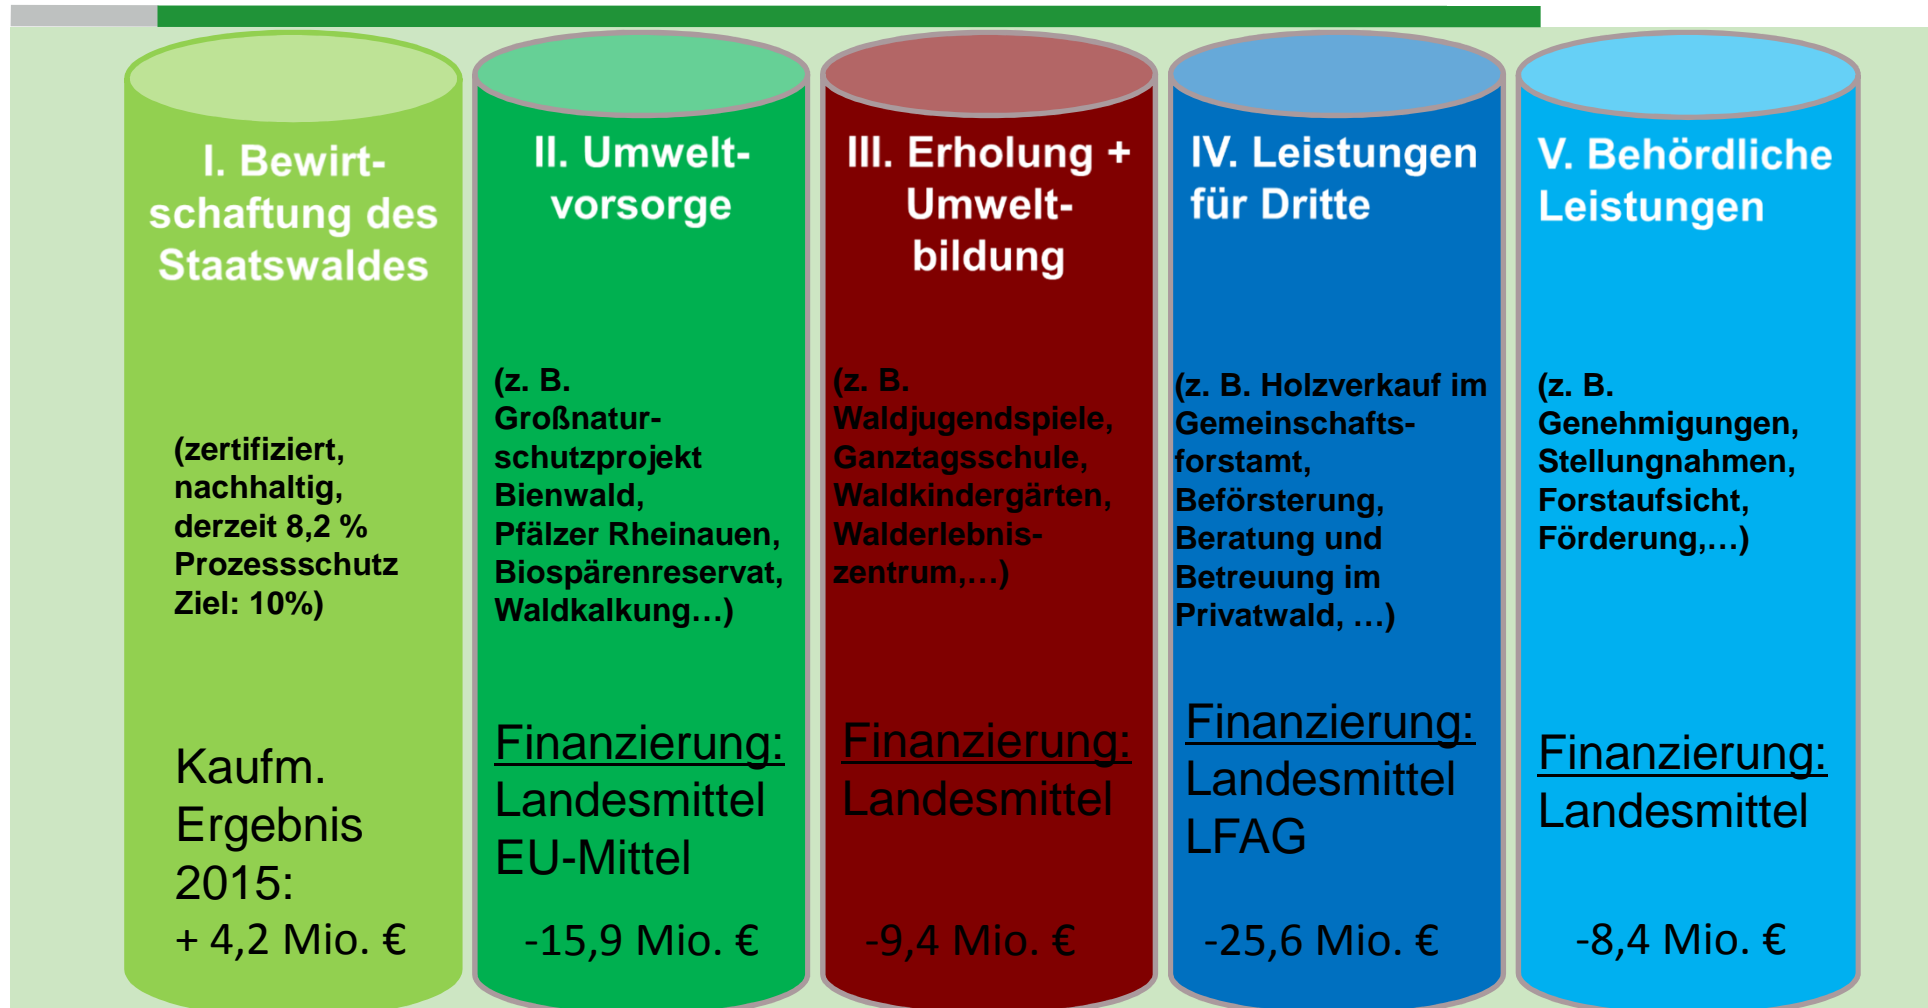 I. Bewirt-
schaftung des
Staatswaldes
(zertifiziert,
nachhaltig,
derzeit 8,2 %
Prozessschutz
Ziel: 10%)
Kaufm.
Ergebnis
2015:
+ 4,2 Mio. €
II. Umwelt-
vorsorge
(z. B.
Großnatur-
schutzprojekt
Bienwald,
Pfälzer Rheinauen,
Biospärenreservat,
Waldkalkung…)
Finanzierung:
Landesmittel
EU-Mittel
-15,9 Mio. €
III. Erholung +
Umwelt-
bildung
(z. B.
Waldjugendspiele,
Ganztagsschule,
Waldkindergärten,
Walderlebnis-
zentrum,…)
Finanzierung:
Landesmittel
-9,4 Mio. €
IV. Leistungen
für Dritte
(z. B. Holzverkauf im
Gemeinschafts-
forstamt,
Beförsterung,
Beratung und
Betreuung im
Privatwald, …)
Finanzierung:
Landesmittel
LFAG
-25,6 Mio. €
V. Behördliche
Leistungen
(z. B.
Genehmigungen,
Stellungnahmen,
Forstaufsicht,
Förderung,…)
Finanzierung:
Landesmittel
-8,4 Mio. €